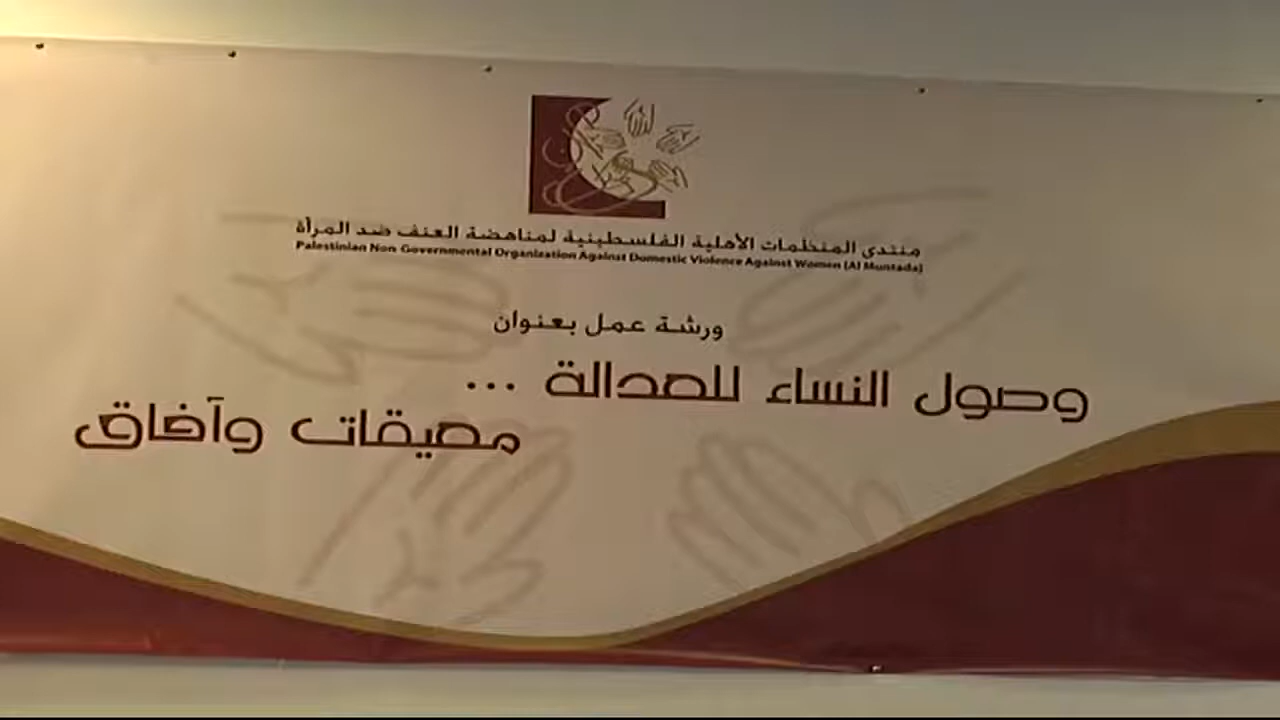 منتدى المنظمات الأهلية الفلسطينية لمناهضة العنف ضد المرأة
Palestinian Non Governmental Organization Against Domestic Violence Against Women (Al Muntada)
ورشة عمل بعنوان
وصول النساء للعدالة ...
معيقات وآفاق